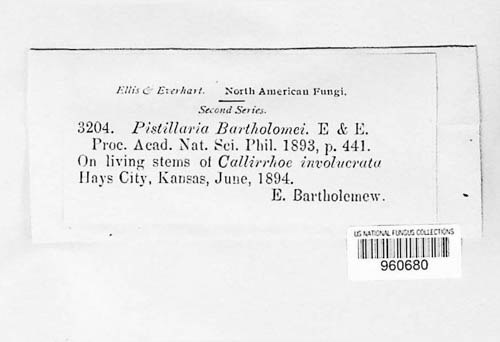 Ellis & Everhart. North American Fungi.
Second Series.
3204. Pistillaria Bartholomei. E & E.
Proc. Acad. Nat. Sci. Phil. 1893, p. 441.
On living stems of Callirrhoe involucrata
Hays City, Kansas, June, 1894.
E. Bartholemew.
US NATIONAL FUNGUS COLLECTIONS
960680